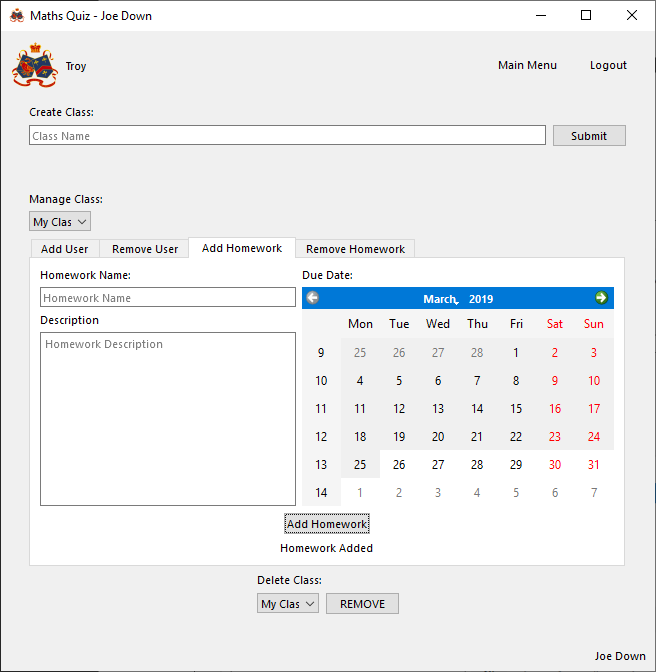 Maths Quiz - Joe Down
Troy
Main Menu Logout
Create Class:
Class Name Submit
Manage Class:
My Clas
Add User Remove User Add Homework Remove Homework
Homework Name: Due Date:
Homework Name March, 2019
Description Mon Tue Wed Thu Fri Sat Sun
Homework Description
9 25 26 27 28 1 2 3
10 4 5 6 7 8 9 10
11 11 12 13 14 15 16 17
12 18 19 20 21 22 23 24
13 25 26 27 28 29 30 31
14 1 2 3 4 5 6 7
Add Homework
Homework Added
Delete Class:
My Clas REMOVE
Joe Down